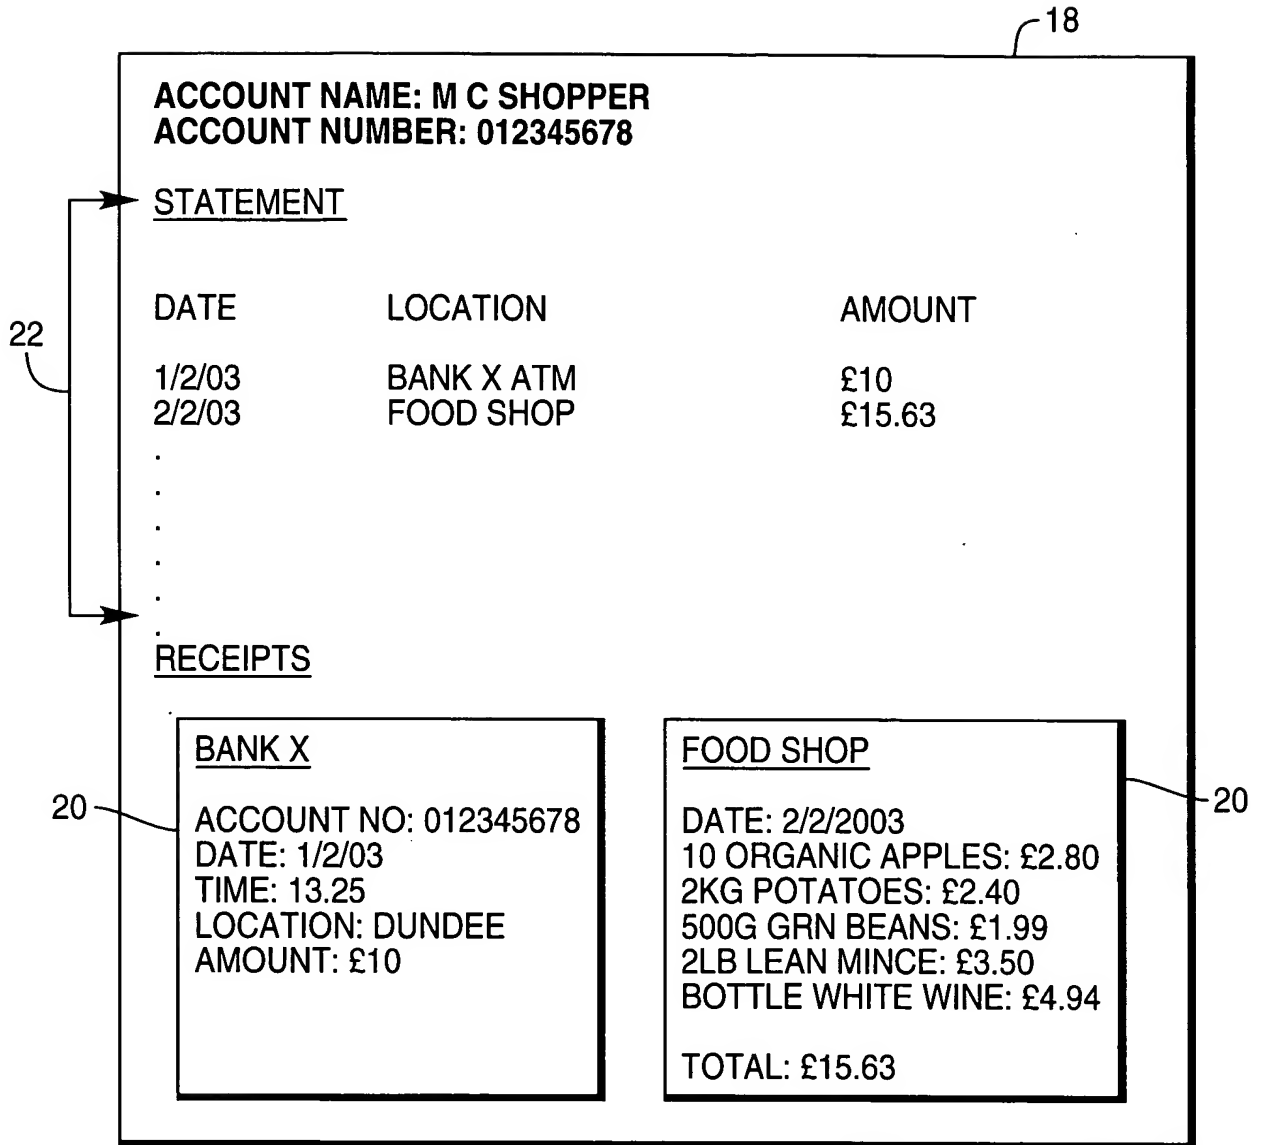 18
ACCOUNT NAME: M C SHOPPER
ACCOUNT NUMBER: 012345678
STATEMENT
DATE LOCATION AMOUNT
22
1/2/03 BANK X ATM £10
2/2/03 FOOD SHOP £15.63
.
.
.
.
.
.
RECEIPTS
BANK X
20
ACCOUNT NO: 012345678
DATE: 1/2/03
TIME: 13.25
LOCATION: DUNDEE
AMOUNT: £10
FOOD SHOP
20
DATE: 2/2/2003
10 ORGANIC APPLES: £2.80
2KG POTATOES: £2.40
500G GRN BEANS: £1.99
2LB LEAN MINCE: £3.50
BOTTLE WHITE WINE: £4.94
TOTAL: £15.63